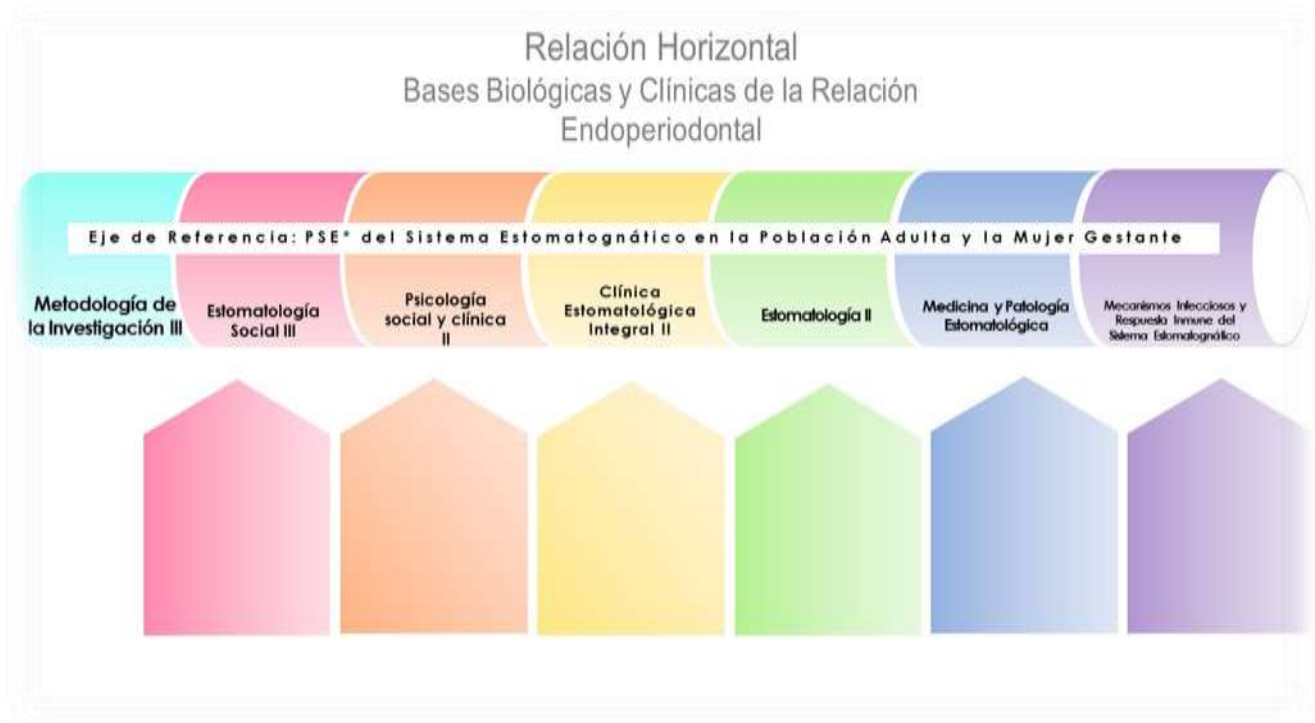 Relación Horizontal
Bases Biológicas y Clínicas de la Relación
Endoperiodontal
Eje de Referencia: PSE* del Sistema Estomatognático en la Población Adulta y la Mujer Gestante
Metodología de
la Investigación III
Estomatología
Social III
Psicología
social y clínica
II
Clínica
Estomatológica
Integral II
Estomatología II
Medicina y Patología
Estomatológica
Mecanismos Infecciosos y
Respuesta Inmune del
Sistema Estomatognático